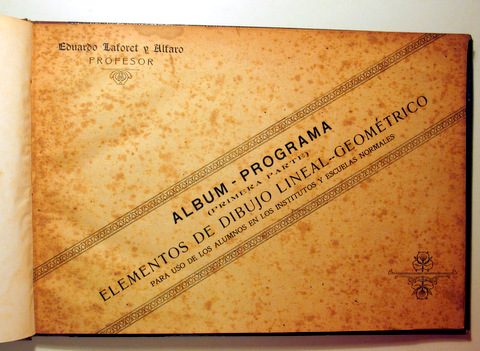 Eduardo Laforet y Alfaro
PROFESOR
ALBUM - PROGRAMA
(PRIMERA PARTE)
ELEMENTOS DE DIBUJO LINEAL-GEOMÉTRICO
PARA USO DE LOS ALUMNOS EN LOS INSTITUTOS Y ESCUELAS NORMALES